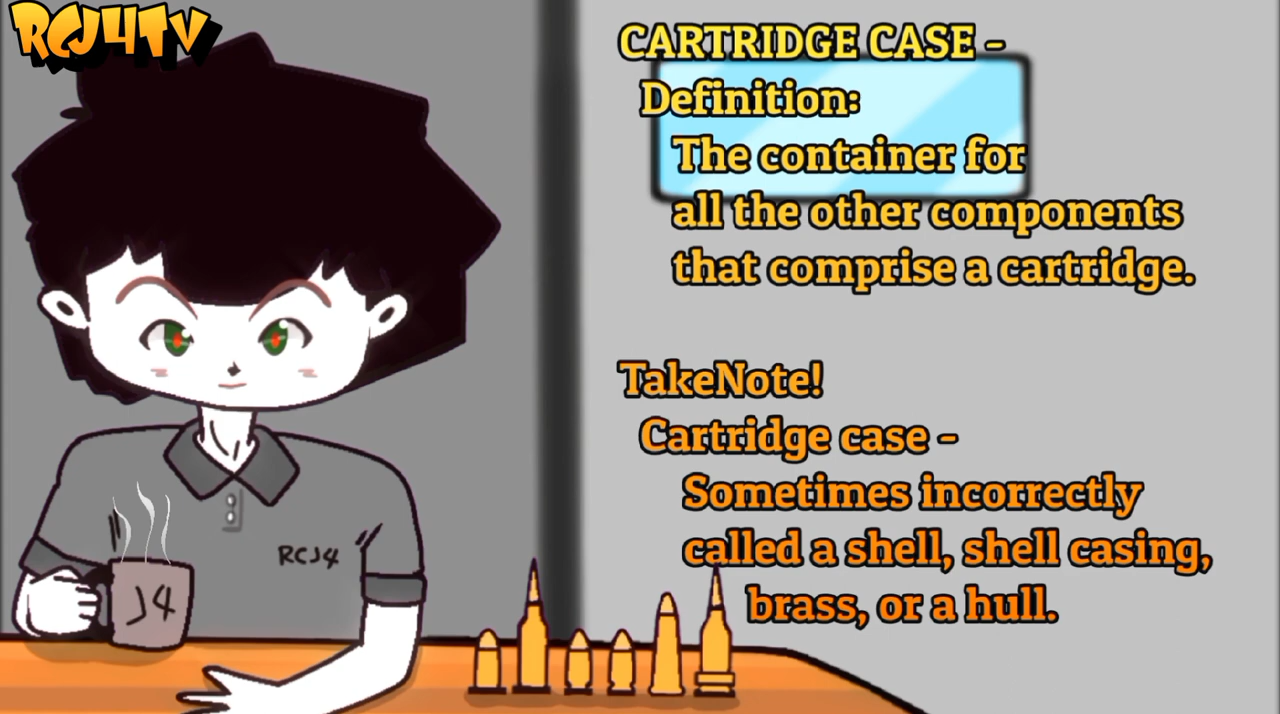 RCJ4TV
CARTRIDGE CASE -
Definition:
The container for
all the other components
that comprise a cartridge.
TakeNote!
Cartridge case -
Sometimes incorrectly
called a shell, shell casing,
brass, or a hull.
RCJ4
J4